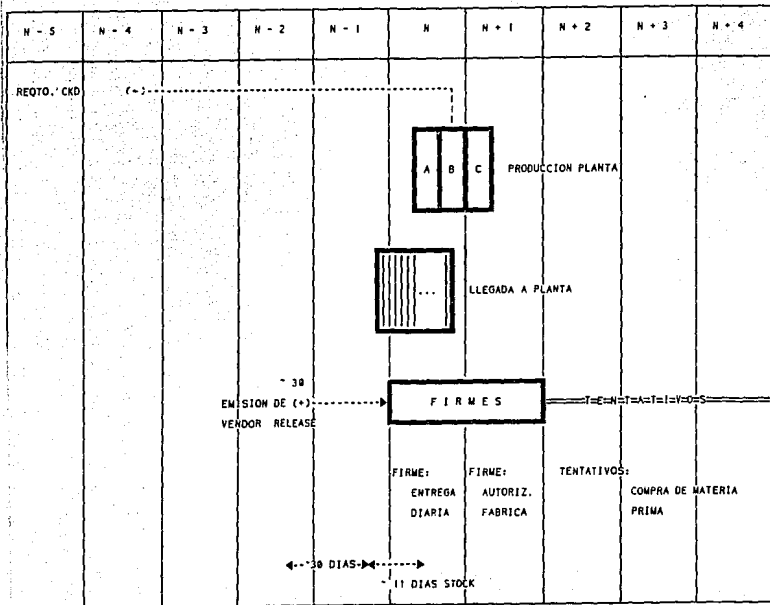 N - 5 N - 4 N - 3 N - 2 N - 1 N N + 1 N + 2 N + 3 N + 4
REQTO. CKD (+)
A B C PRODUCCION PLANTA
... LLEGADA A PLANTA
~ 30
EMISION DE (+) F I R M E S T E N T A T I V O S
VENDOR RELEASE
FIRME: FIRME: TENTATIVOS:
ENTREGA AUTORIZ. COMPRA DE MATERIA
DIARIA FABRICA PRIMA
~30 DIAS
~ 11 DIAS STOCK